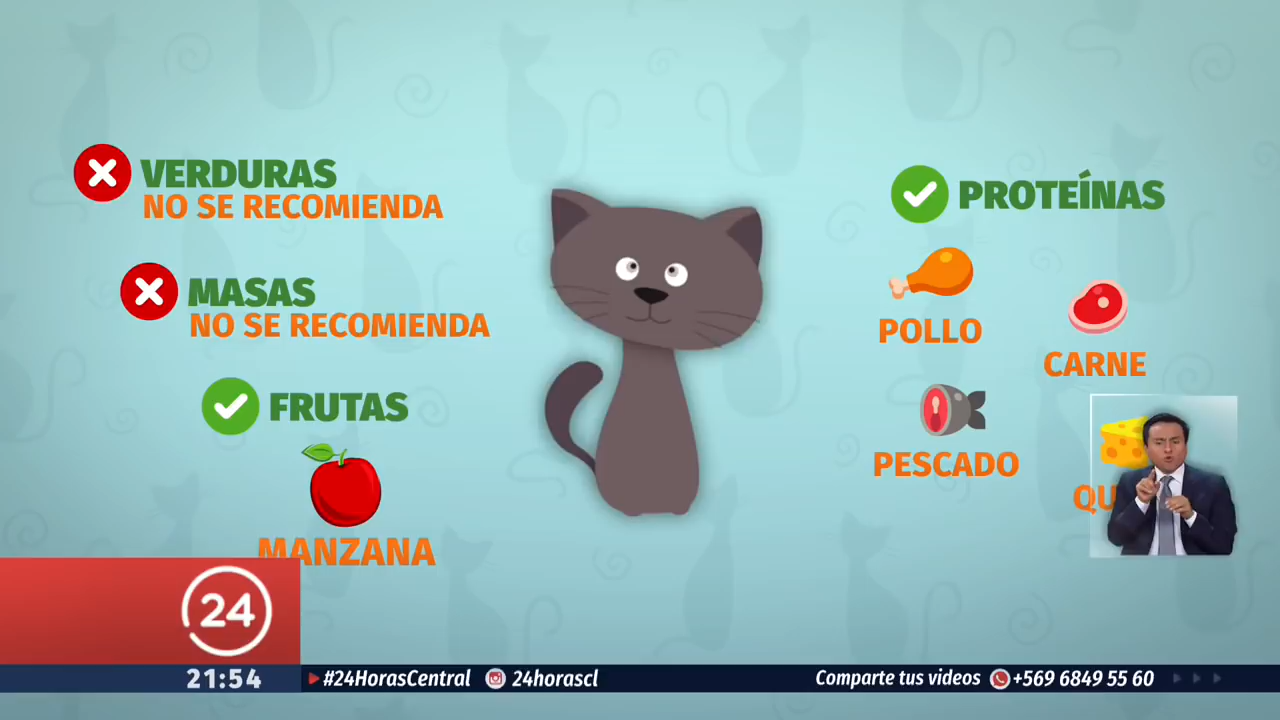 VERDURAS
NO SE RECOMIENDA
MASAS
NO SE RECOMIENDA
FRUTAS
MANZANA
PROTEÍNAS
POLLO
CARNE
PESCADO
24
21:54
#24HorasCentral
24horascl
Comparte tus videos
+569 6849 55 60